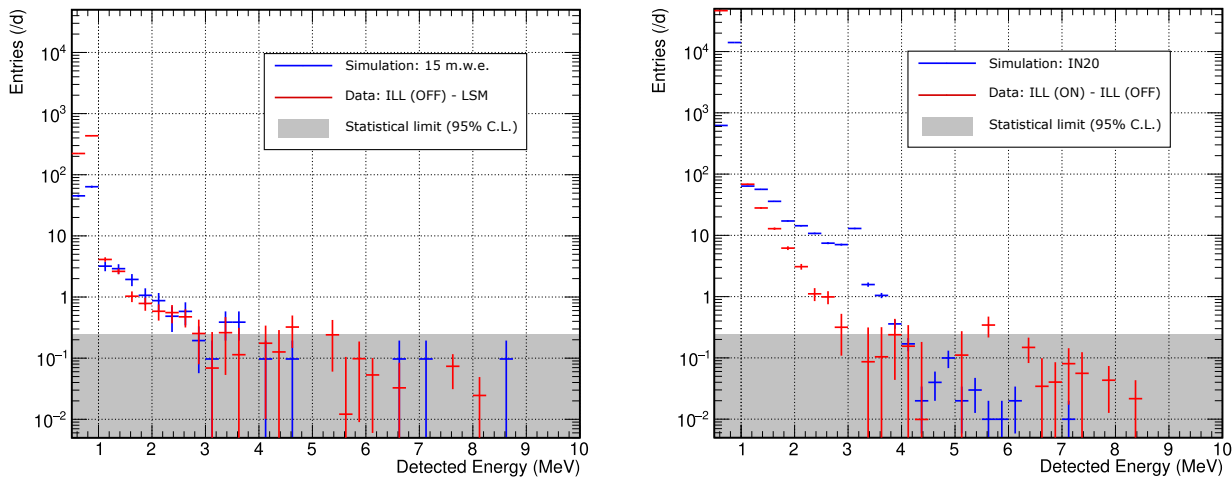 Entries (/d)
10⁴
10³
10²
10
1
10⁻¹
10⁻²
Simulation: 15 m.w.e.
Data: ILL (OFF) - LSM
Statistical limit (95% C.L.)
1 2 3 4 5 6 7 8 9 10
Detected Energy (MeV)
Entries (/d)
10⁴
10³
10²
10
1
10⁻¹
10⁻²
Simulation: IN20
Data: ILL (ON) - ILL (OFF)
Statistical limit (95% C.L.)
1 2 3 4 5 6 7 8 9 10
Detected Energy (MeV)